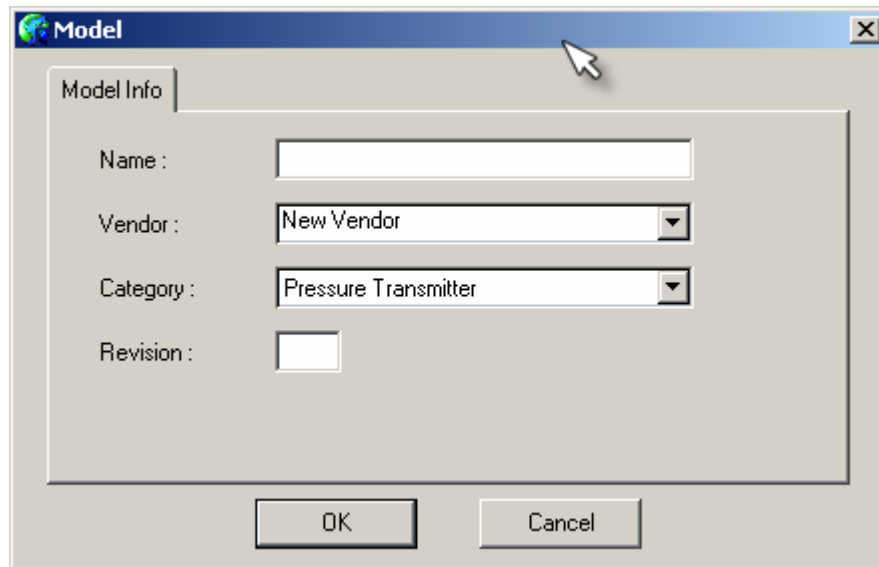 Model
Model Info
Name :
Vendor : New Vendor
Category : Pressure Transmitter
Revision :
OK Cancel